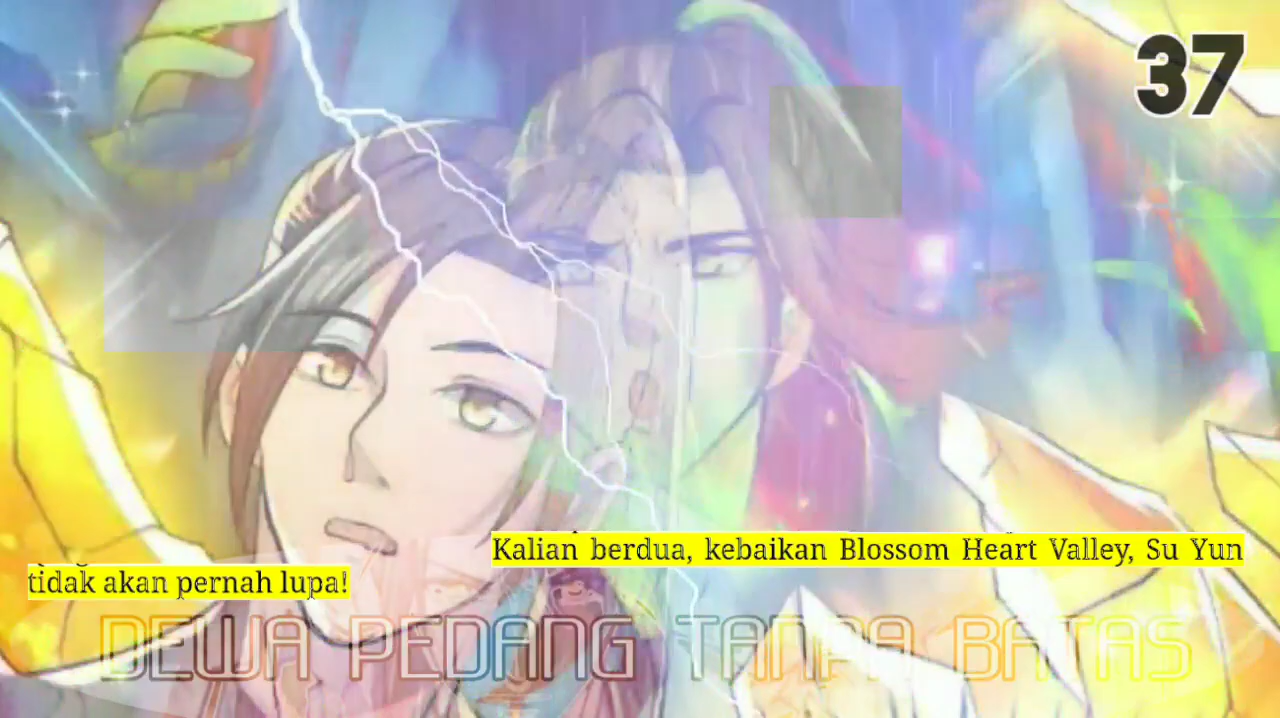 37
Kalian berdua, kebaikan Blossom Heart Valley, Su Yun
tidak akan pernah lupa!
DEWA PEDANG TANPA BATAS